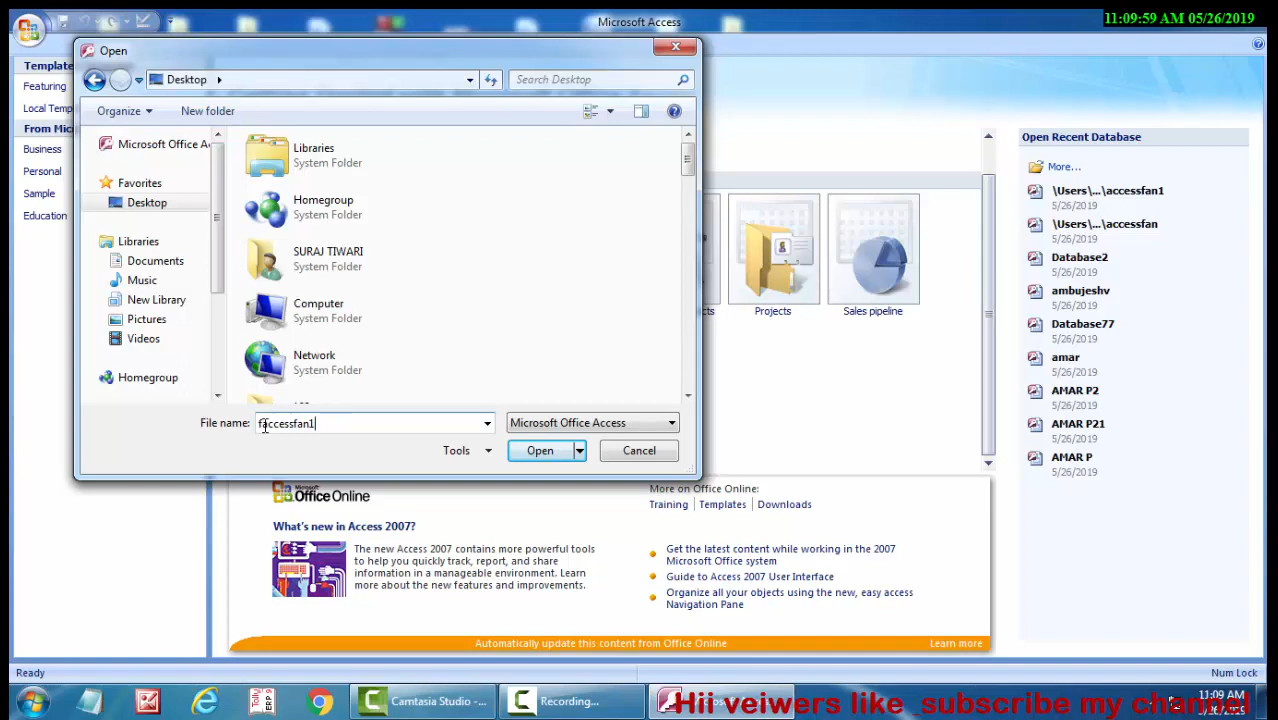 Microsoft Access
11:09:59 AM 05/26/2019
Open
Desktop
Search Desktop
Organize
New folder
Microsoft Office A
Favorites
Desktop
Libraries
Documents
Music
New Library
Pictures
Videos
Homegroup
Libraries
System Folder
Homegroup
System Folder
SURAJ TIWARI
System Folder
Computer
System Folder
Network
System Folder
File name:
faccessfan1
Microsoft Office Access
Tools
Open
Cancel
Template
Featuring
Local Temp
From Mic
Business
Personal
Sample
Education
cts
Projects
Sales pipeline
Open Recent Database
More...
\Users\...\accessfan1
5/26/2019
\Users\...\accessfan
5/26/2019
Database2
5/26/2019
ambujeshv
5/26/2019
Database77
5/26/2019
amar
5/26/2019
AMAR P2
5/26/2019
AMAR P21
5/26/2019
AMAR P
5/26/2019
Microsoft
Office Online
More on Office Online:
Training | Templates | Downloads
What's new in Access 2007?
The new Access 2007 contains more powerful tools
to help you quickly track, report, and share
information in a manageable environment. Learn
more about the new features and improvements.
Get the latest content while working in the 2007
Microsoft Office system
Guide to Access 2007 User Interface
Organize all your objects using the new, easy access
Navigation Pane
Automatically update this content from Office Online
Learn more
Ready
Num Lock
Camtasia Studio -...
Recording...
11:09 AM
5/26/2019
Hii veiwers like_subscribe my channel